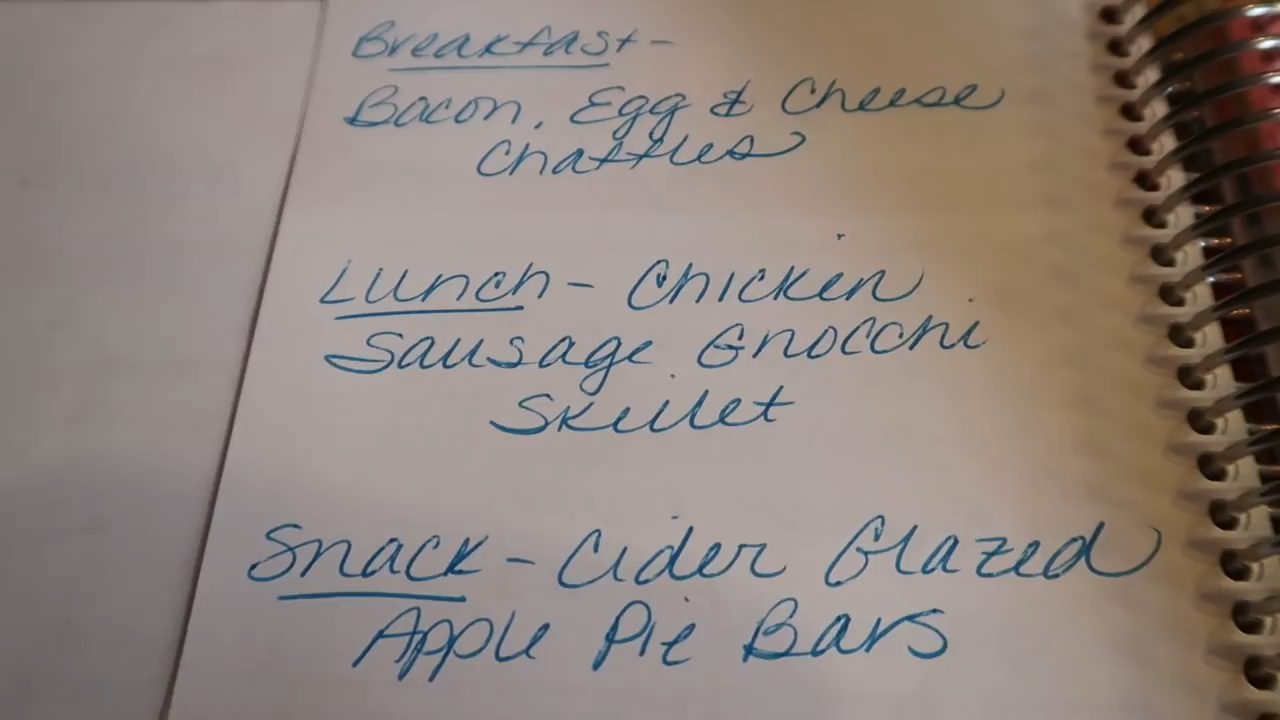 Breakfast-
Bacon, Egg & Cheese
Chaffles
Lunch - Chicken
Sausage Gnocchi
Skillet
Snack - Cider Glazed
Apple Pie Bars